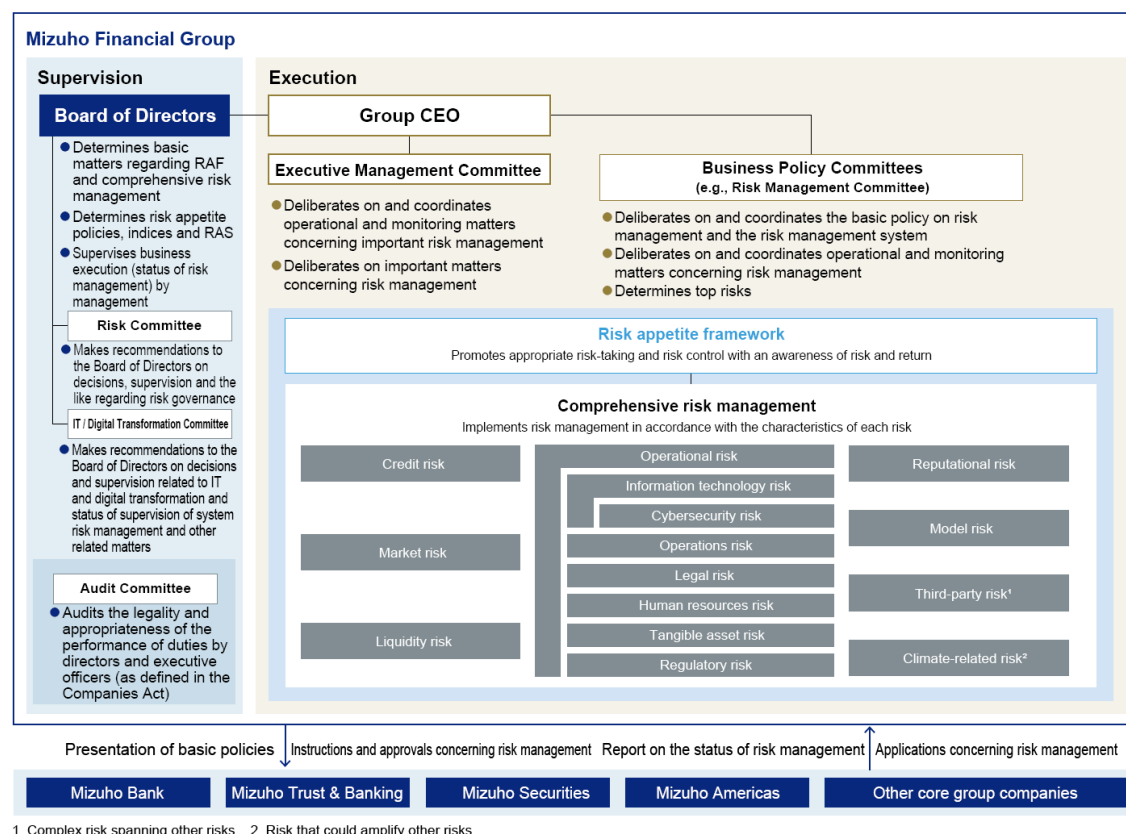 Mizuho Financial Group
Supervision
Board of Directors
Determines basic
matters regarding RAF
and comprehensive risk
management
Determines risk appetite
policies, indices and RAS
Supervises business
execution (status of risk
management) by
management
Risk Committee
Makes recommendations to
the Board of Directors on
decisions, supervision and the
like regarding risk governance
IT / Digital Transformation Committee
Makes recommendations to the
Board of Directors on decisions
and supervision related to IT
and digital transformation and
status of supervision of system
risk management and other
related matters
Audit Committee
Audits the legality and
appropriateness of the
performance of duties by
directors and executive
officers (as defined in the
Companies Act)
Execution
Group CEO
Executive Management Committee
Deliberates on and coordinates
operational and monitoring matters
concerning important risk management
Deliberates on important matters
concerning risk management
Business Policy Committees
(e.g., Risk Management Committee)
Deliberates on and coordinates the basic policy on risk
management and the risk management system
Deliberates on and coordinates operational and monitoring
matters concerning risk management
Determines top risks
Risk appetite framework
Promotes appropriate risk-taking and risk control with an awareness of risk and return
Comprehensive risk management
Implements risk management in accordance with the characteristics of each risk
Credit risk
Market risk
Liquidity risk
Operational risk
Information technology risk
Cybersecurity risk
Operations risk
Legal risk
Human resources risk
Tangible asset risk
Regulatory risk
Reputational risk
Model risk
Third-party risk¹
Climate-related risk²
Presentation of basic policies
Instructions and approvals concerning risk management
Report on the status of risk management
Applications concerning risk management
Mizuho Bank
Mizuho Trust & Banking
Mizuho Securities
Mizuho Americas
Other core group companies
1. Complex risk spanning other risks 2. Risk that could amplify other risks